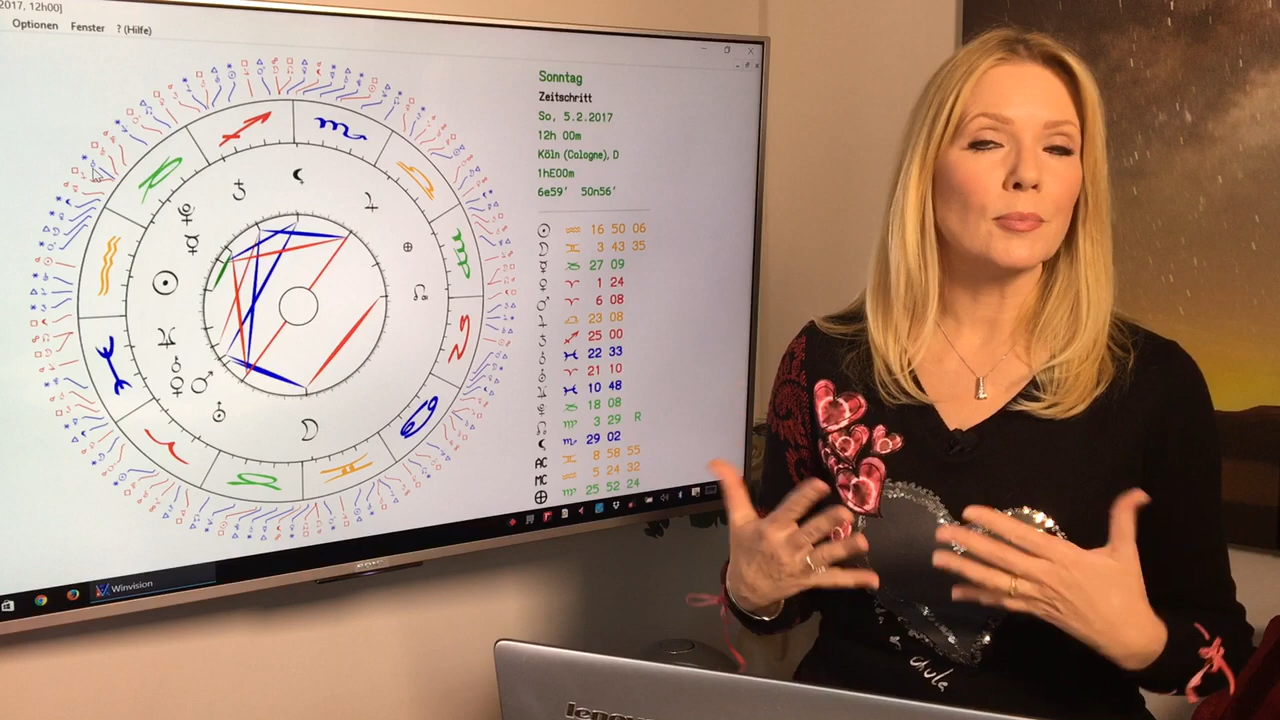 2017, 12h00]
Optionen Fenster ? (Hilfe)
Sonntag
Zeitschritt
So, 5.2.2017
12h 00m
Köln (Cologne), D
1hE00m
6e59' 50n56'
☉ ♒ 16 50 06
☽ ♒ 3 43 35
☿ ♑ 27 09
♀ ♈ 1 24
♂ ♈ 6 08
♃ ♎ 23 08
♄ ♐ 25 00
⚷ ♓ 22 33
♅ ♈ 21 10
♆ ♓ 10 48
♇ ♑ 18 08
☊ ♍ 3 29 R
⚸ ♏ 29 02
AC ♊ 8 58 55
MC ♒ 5 24 32
⊕ ♍ 25 52 24
Winvision
SONY
lenovo